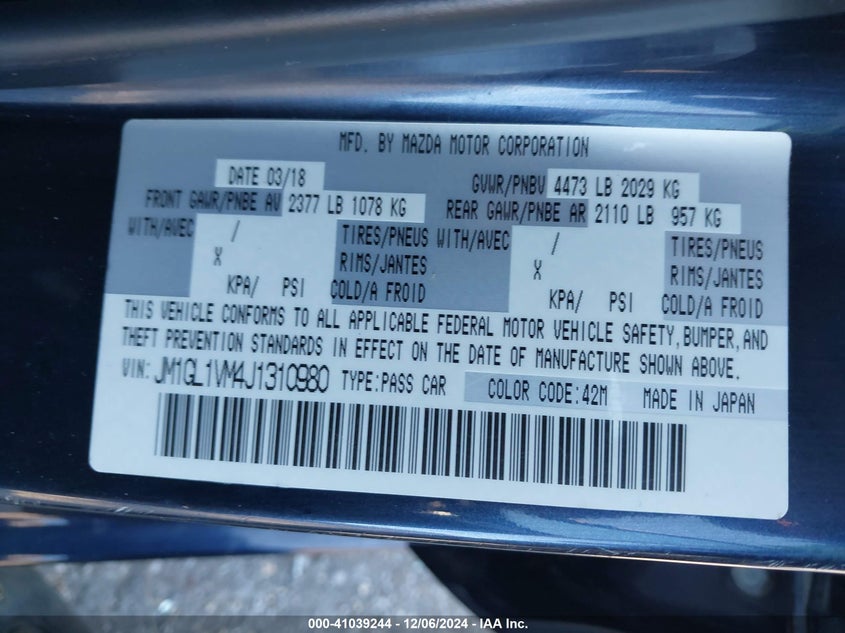 MFD. BY MAZDA MOTOR CORPORATION
DATE 03/18 GVWR/PNBV 4473 LB 2029 KG
FRONT GAWR/PNBE AV 2377 LB 1078 KG REAR GAWR/PNBE AR 2110 LB 957 KG
WITH/AVEC / TIRES/PNEUS WITH/AVEC / TIRES/PNEUS
X RIMS/JANTES X RIMS/JANTES
KPA/ PSI COLD/A FROID KPA/ PSI COLD/A FROID
THIS VEHICLE CONFORMS TO ALL APPLICABLE FEDERAL MOTOR VEHICLE SAFETY, BUMPER, AND
THEFT PREVENTION STANDARDS IN EFFECT ON THE DATE OF MANUFACTURE SHOWN ABOVE.
VIN: JM1GL1VM4J1310980 TYPE:PASS CAR COLOR CODE:42M MADE IN JAPAN
000-41039244 - 12/06/2024 - IAA Inc.